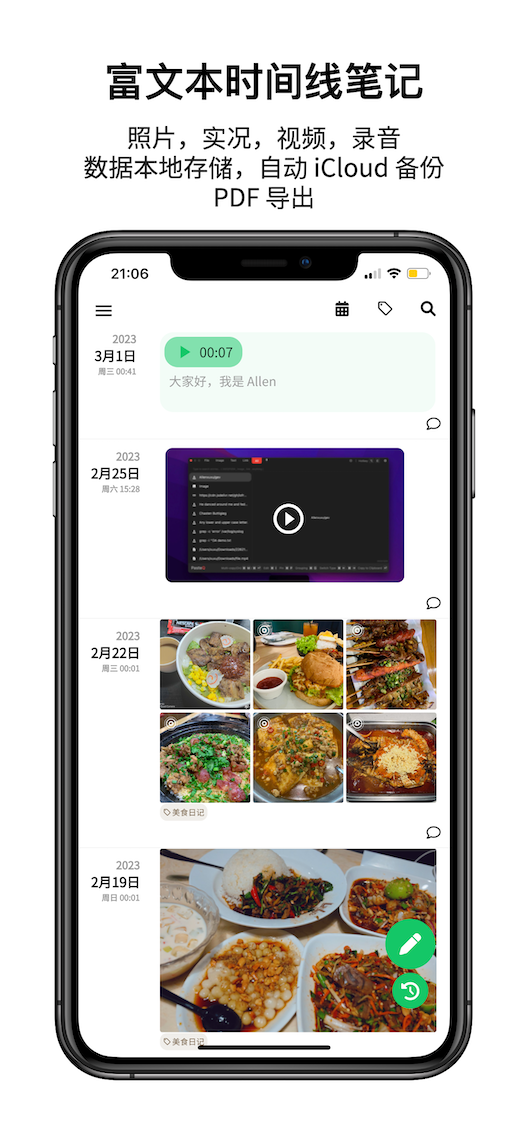 富文本时间线笔记
照片，实况，视频，录音
数据本地存储，自动 iCloud 备份
PDF 导出
21:06
2023
3月1日
周三 00:41
00:07
大家好，我是 Allen
2023
2月25日
周六 15:28
2023
2月22日
周三 00:01
美食日记
2023
2月19日
周日 00:01
美食日记